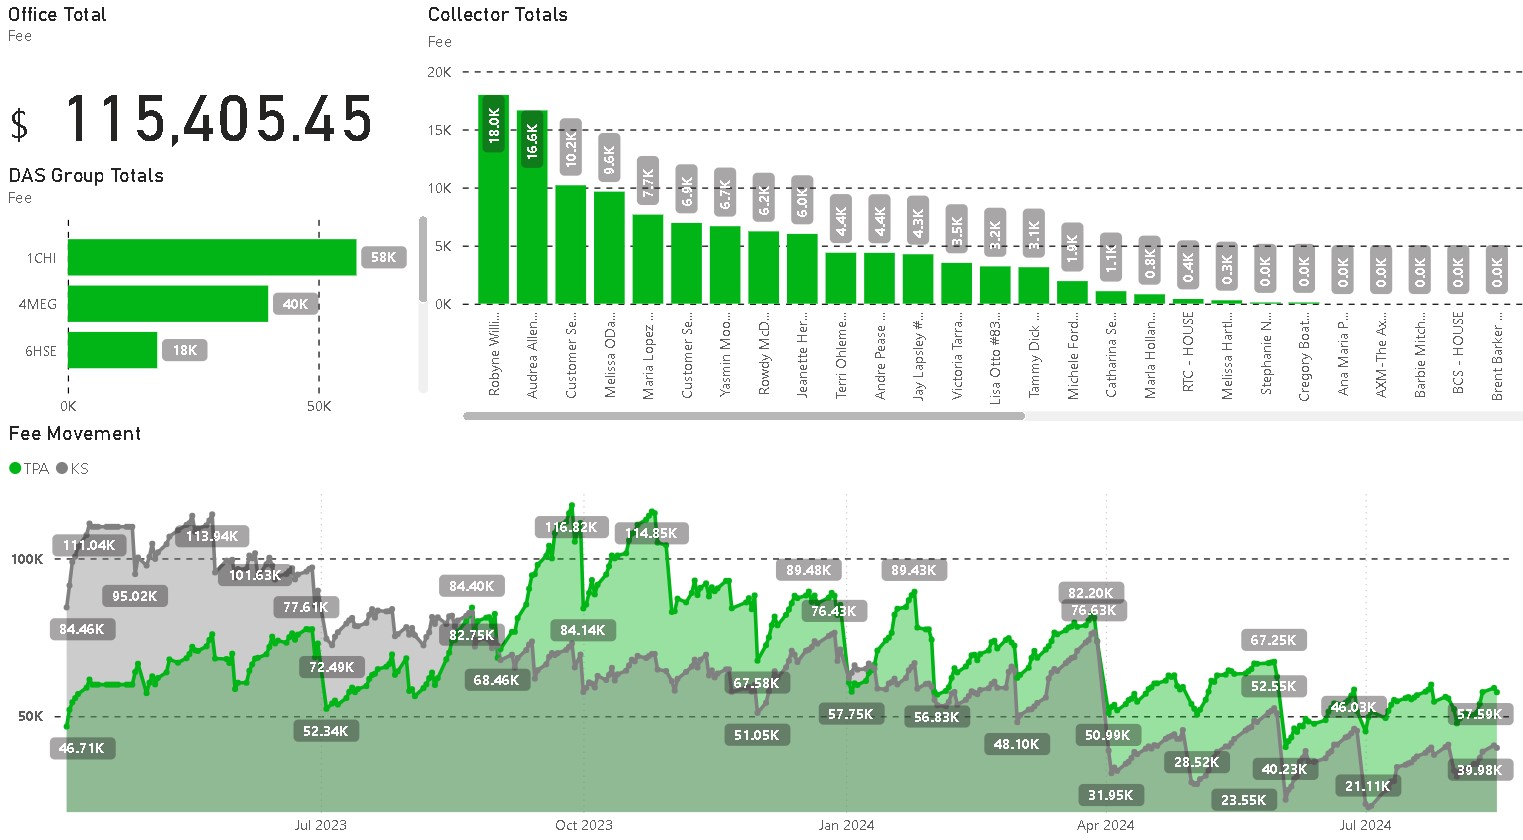 Office Total
Fee
$ 115,405.45
DAS Group Totals
Fee
1CHI
58K
4MEG
40K
6HSE
18K
0K
50K
Collector Totals
Fee
20K
15K
10K
5K
0K
18.0K
16.6K
10.2K
9.6K
7.7K
6.9K
6.7K
6.2K
6.0K
4.4K
4.4K
4.3K
3.5K
3.2K
3.1K
1.9K
1.1K
0.8K
0.4K
0.3K
0.0K
0.0K
0.0K
0.0K
0.0K
0.0K
0.0K
Robyne Willi...
Audrea Allen...
Customer Se...
Melissa ODa...
Maria Lopez ...
Customer Se...
Yasmin Moo...
Rowdy McD...
Jeanette Her...
Terri Ohleme...
Andre Pease ...
Jay Lapsley #...
Victoria Tarra...
Lisa Otto #83...
Tammy Dick ...
Michele Ford...
Catharina Se...
Marla Hollan...
RTC - HOUSE
Melissa Hartl...
Stephanie N...
Gregory Boat...
Ana Maria P...
AXM-The Ax...
Barbie Mitch...
BCS - HOUSE
Brent Barker ...
Fee Movement
TPA KS
100K
50K
111.04K
95.02K
84.46K
46.71K
113.94K
101.63K
77.61K
72.49K
52.34K
84.40K
82.75K
68.46K
116.82K
84.14K
114.85K
67.58K
51.05K
89.48K
76.43K
57.75K
89.43K
56.83K
48.10K
82.20K
76.63K
50.99K
31.95K
28.52K
23.55K
67.25K
52.55K
40.23K
46.03K
21.11K
57.59K
39.98K
Jul 2023
Oct 2023
Jan 2024
Apr 2024
Jul 2024